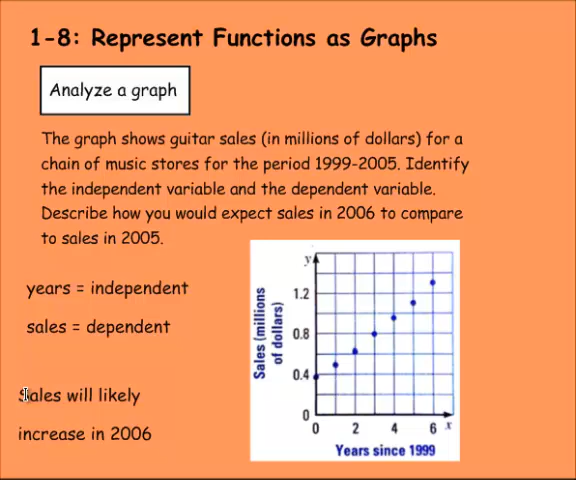 1-8: Represent Functions as Graphs
Analyze a graph
The graph shows guitar sales (in millions of dollars) for a
chain of music stores for the period 1999-2005. Identify
the independent variable and the dependent variable.
Describe how you would expect sales in 2006 to compare
to sales in 2005.
years = independent
sales = dependent
Sales will likely
increase in 2006
Sales (millions
of dollars)
y
1.2
0.8
0.4
0
0 2 4 6 x
Years since 1999